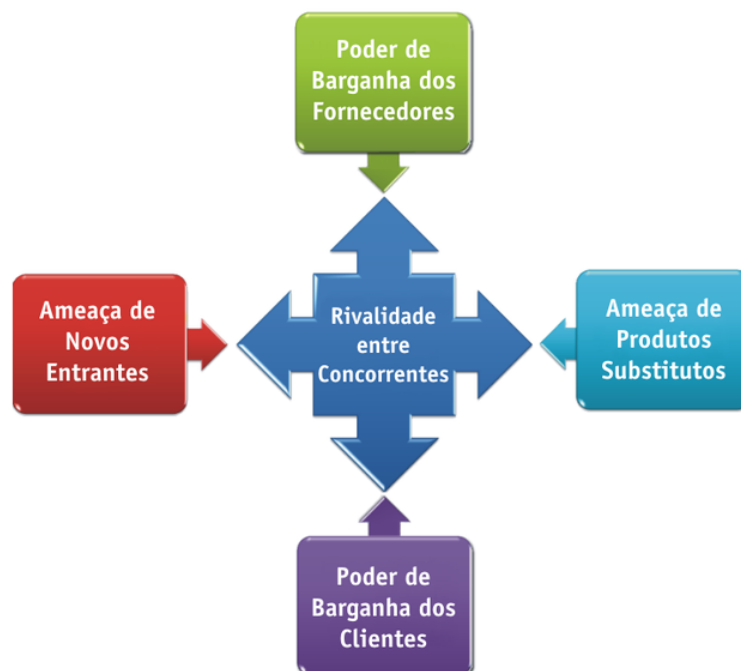 Poder de
Barganha dos
Fornecedores
Ameaça de
Novos
Entrantes
Rivalidade
entre
Concorrentes
Ameaça de
Produtos
Substitutos
Poder de
Barganha dos
Clientes